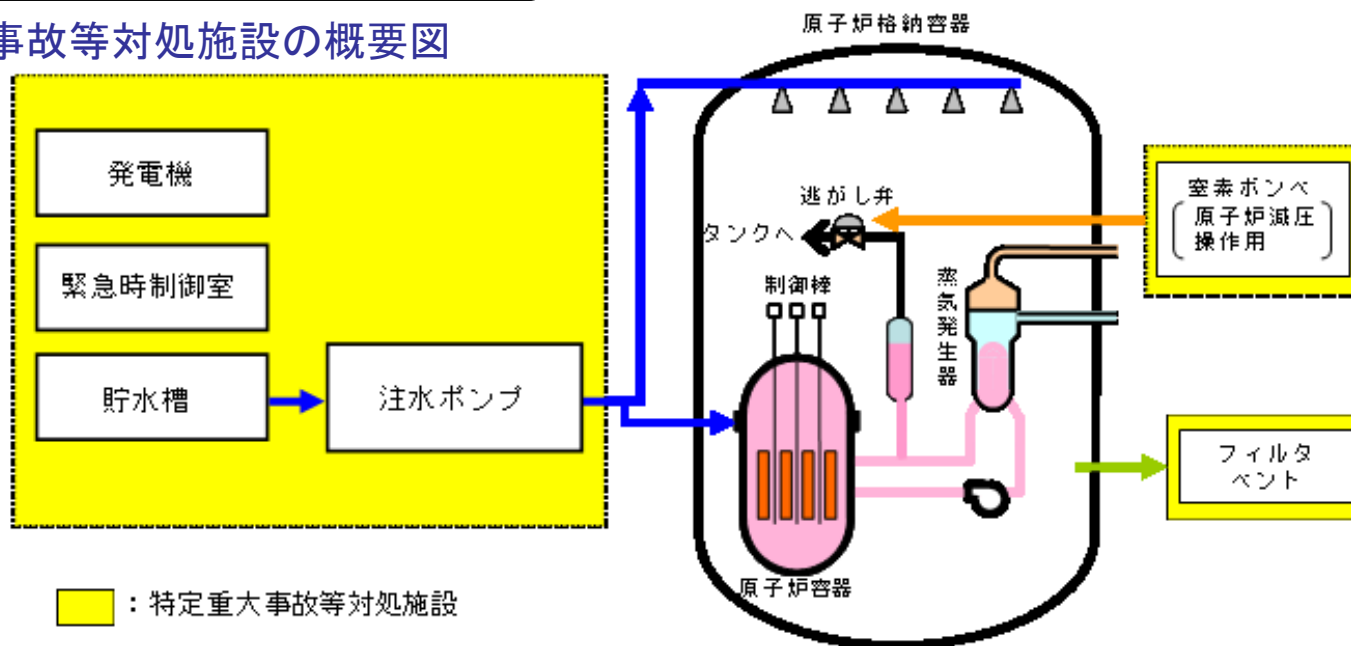 事故等対処施設の概要図
原子炉格納容器
発電機
緊急時制御室
貯水槽
注水ポンプ
逃がし弁
タンクへ
制御棒
蒸気発生器
原子炉容器
窒素ボンベ
原子炉減圧
操作用
フィルタ
ベント
：特定重大事故等対処施設